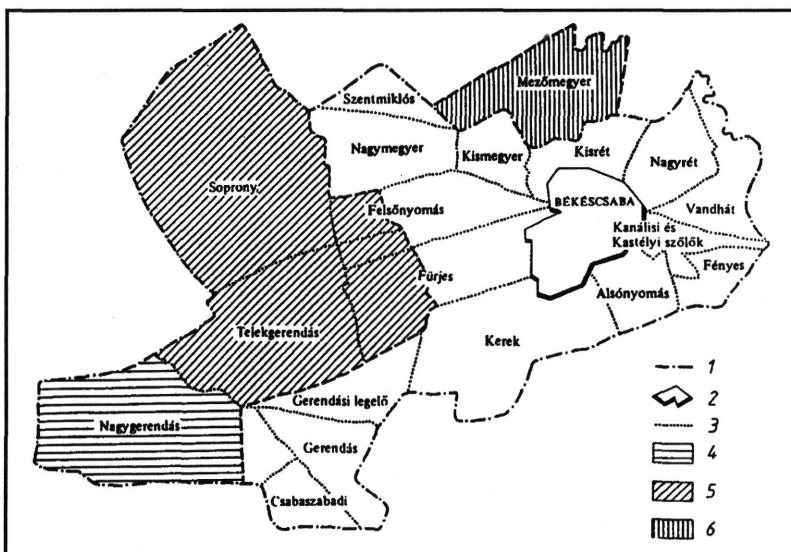 Mezőmegyer
Szentmiklós
Nagymegyer
Kismegyer
Kisrét
Nagyrét
Soprony
Felsőnyomás
BÉKÉSCSABA
Vandhát
Kanálisi és
Kastélyi szőlők
Fényes
Fürjes
Alsónyomás
Telekgerendás
Kerek
Gerendási legelő
Nagygerendás
Gerendás
Csabaszabadi
1
2
3
4
5
6